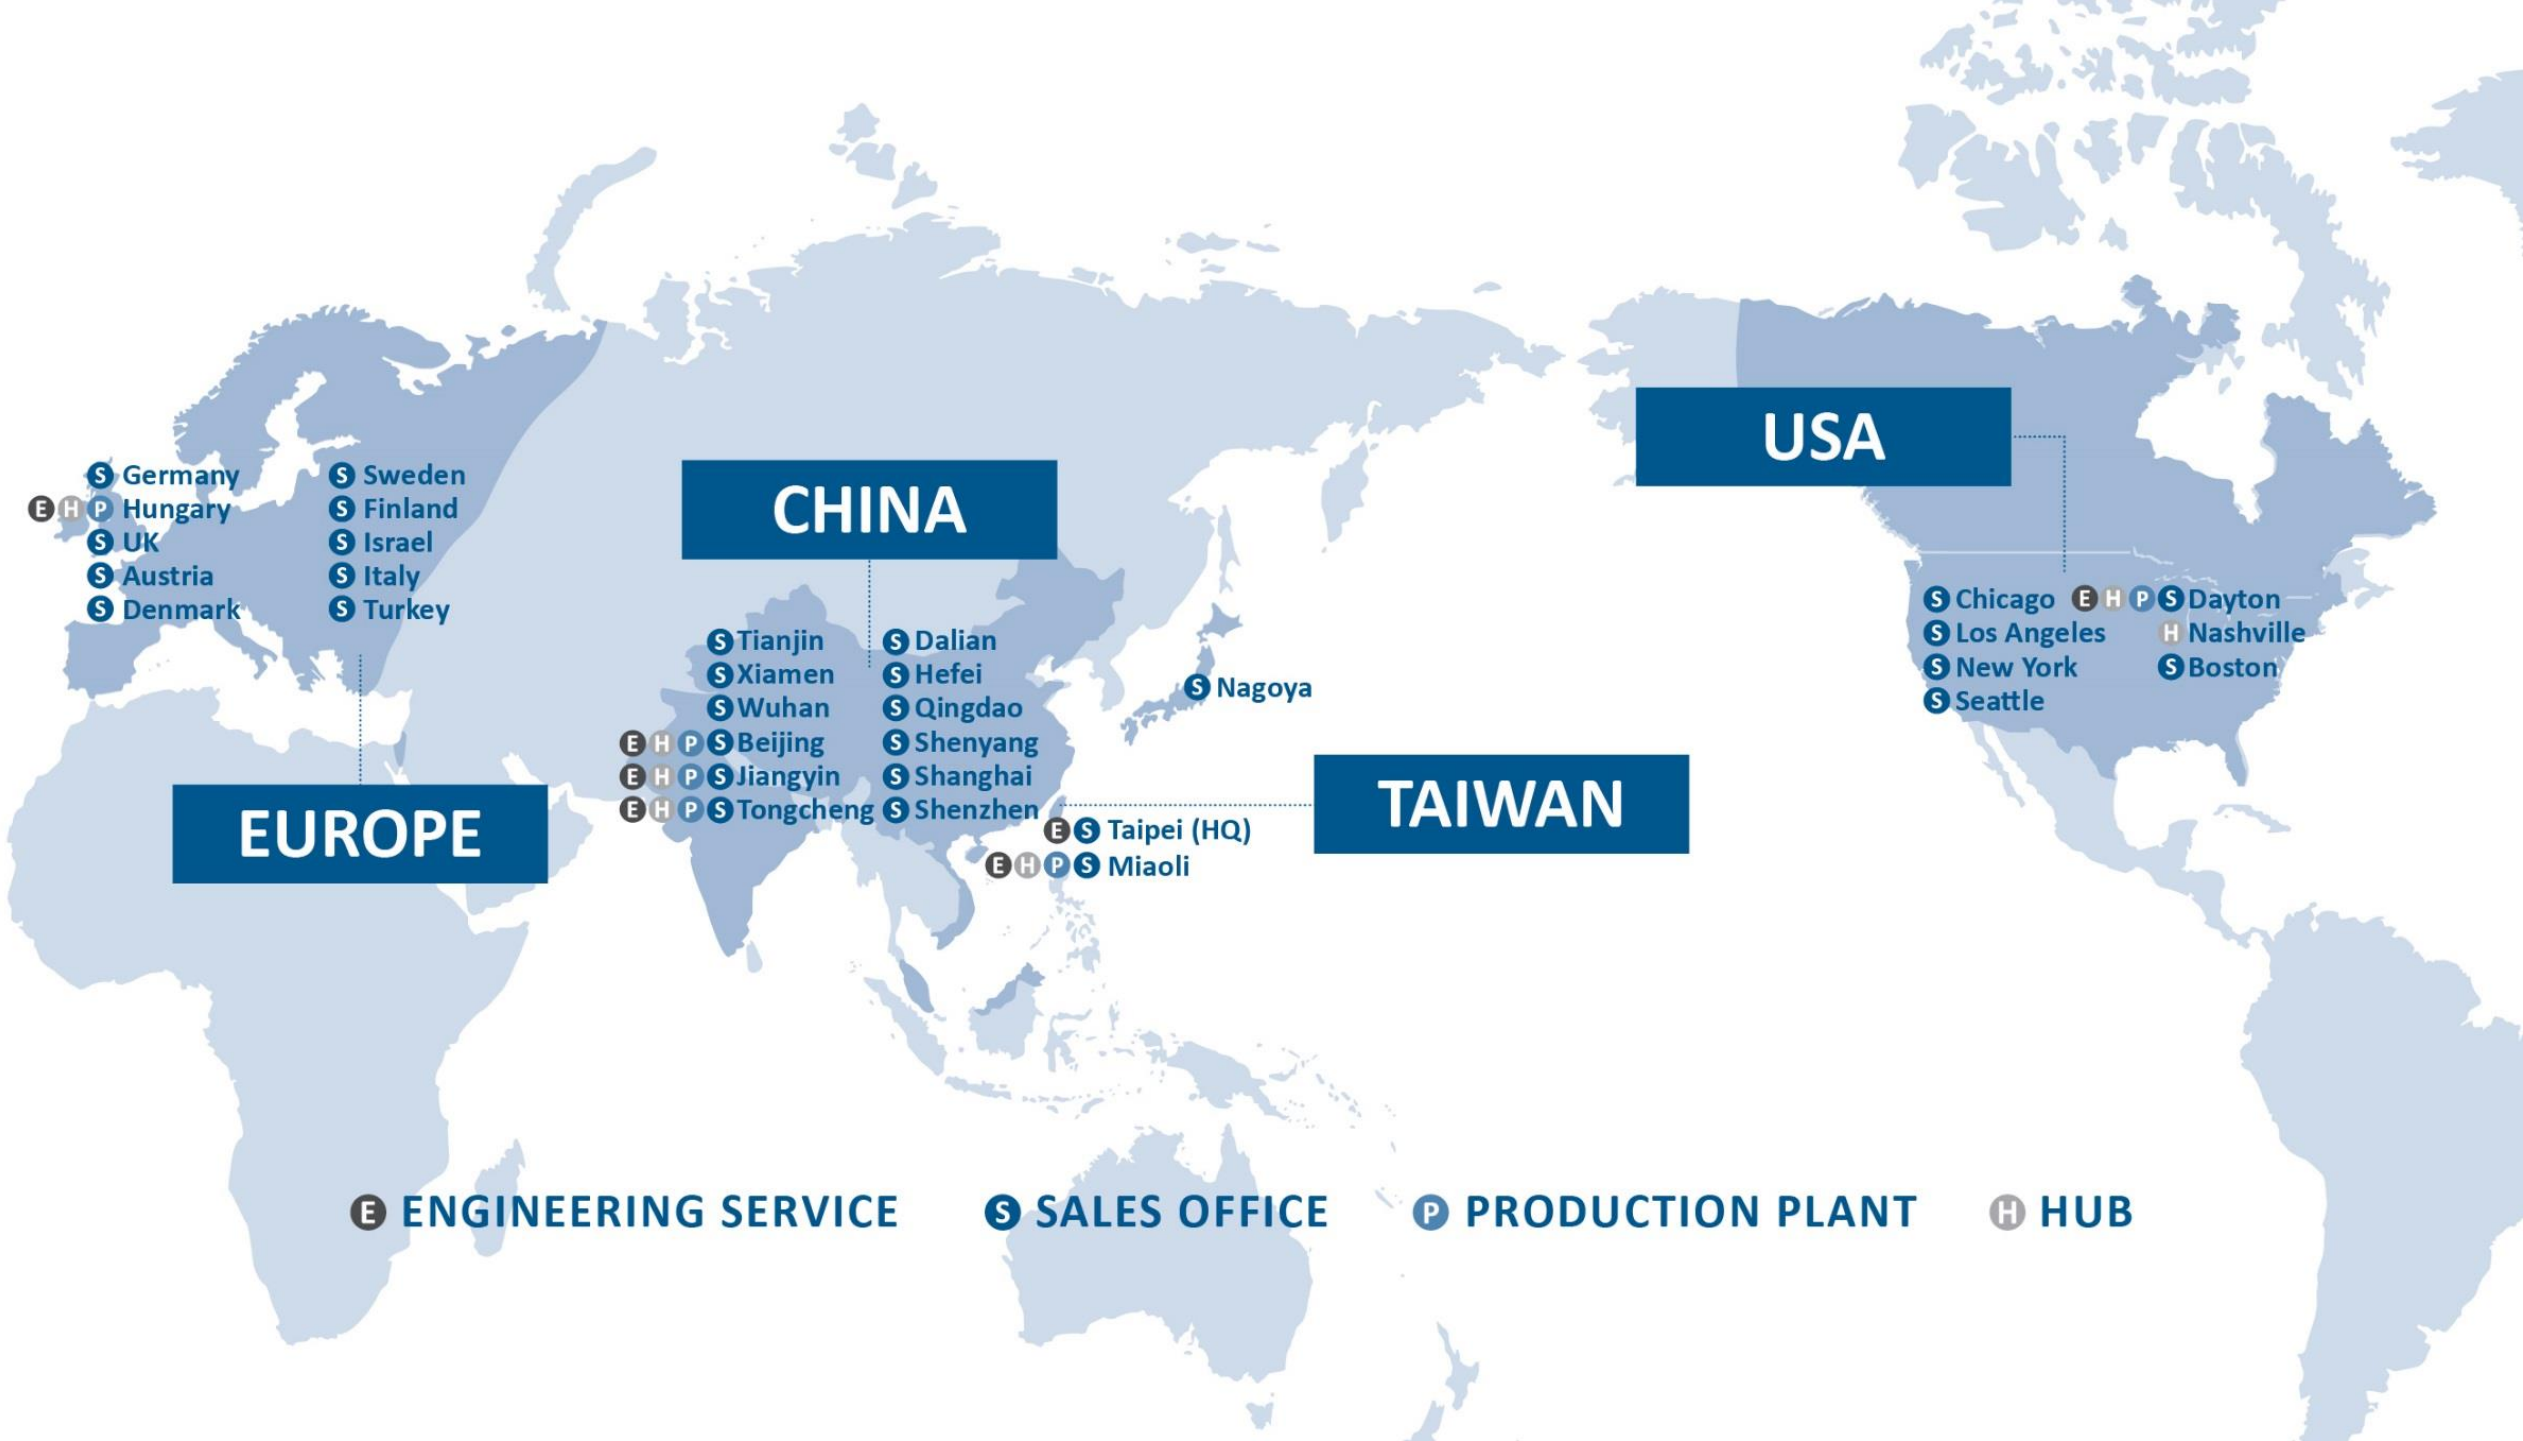 USA
CHINA
S Germany
E H P Hungary
S UK
S Austria
S Denmark
S Sweden
S Finland
S Israel
S Italy
S Turkey
EUROPE
S Tianjin
S Xiamen
S Wuhan
E H P S Beijing
E H P S Jiangyin
E H P S Tongcheng
S Dalian
S Hefei
S Qingdao
S Shenyang
S Shanghai
S Shenzhen
S Nagoya
TAIWAN
E S Taipei (HQ)
E H P S Miaoli
S Chicago
S Los Angeles
S New York
S Seattle
E H P S Dayton
H Nashville
S Boston
E ENGINEERING SERVICE
S SALES OFFICE
P PRODUCTION PLANT
H HUB